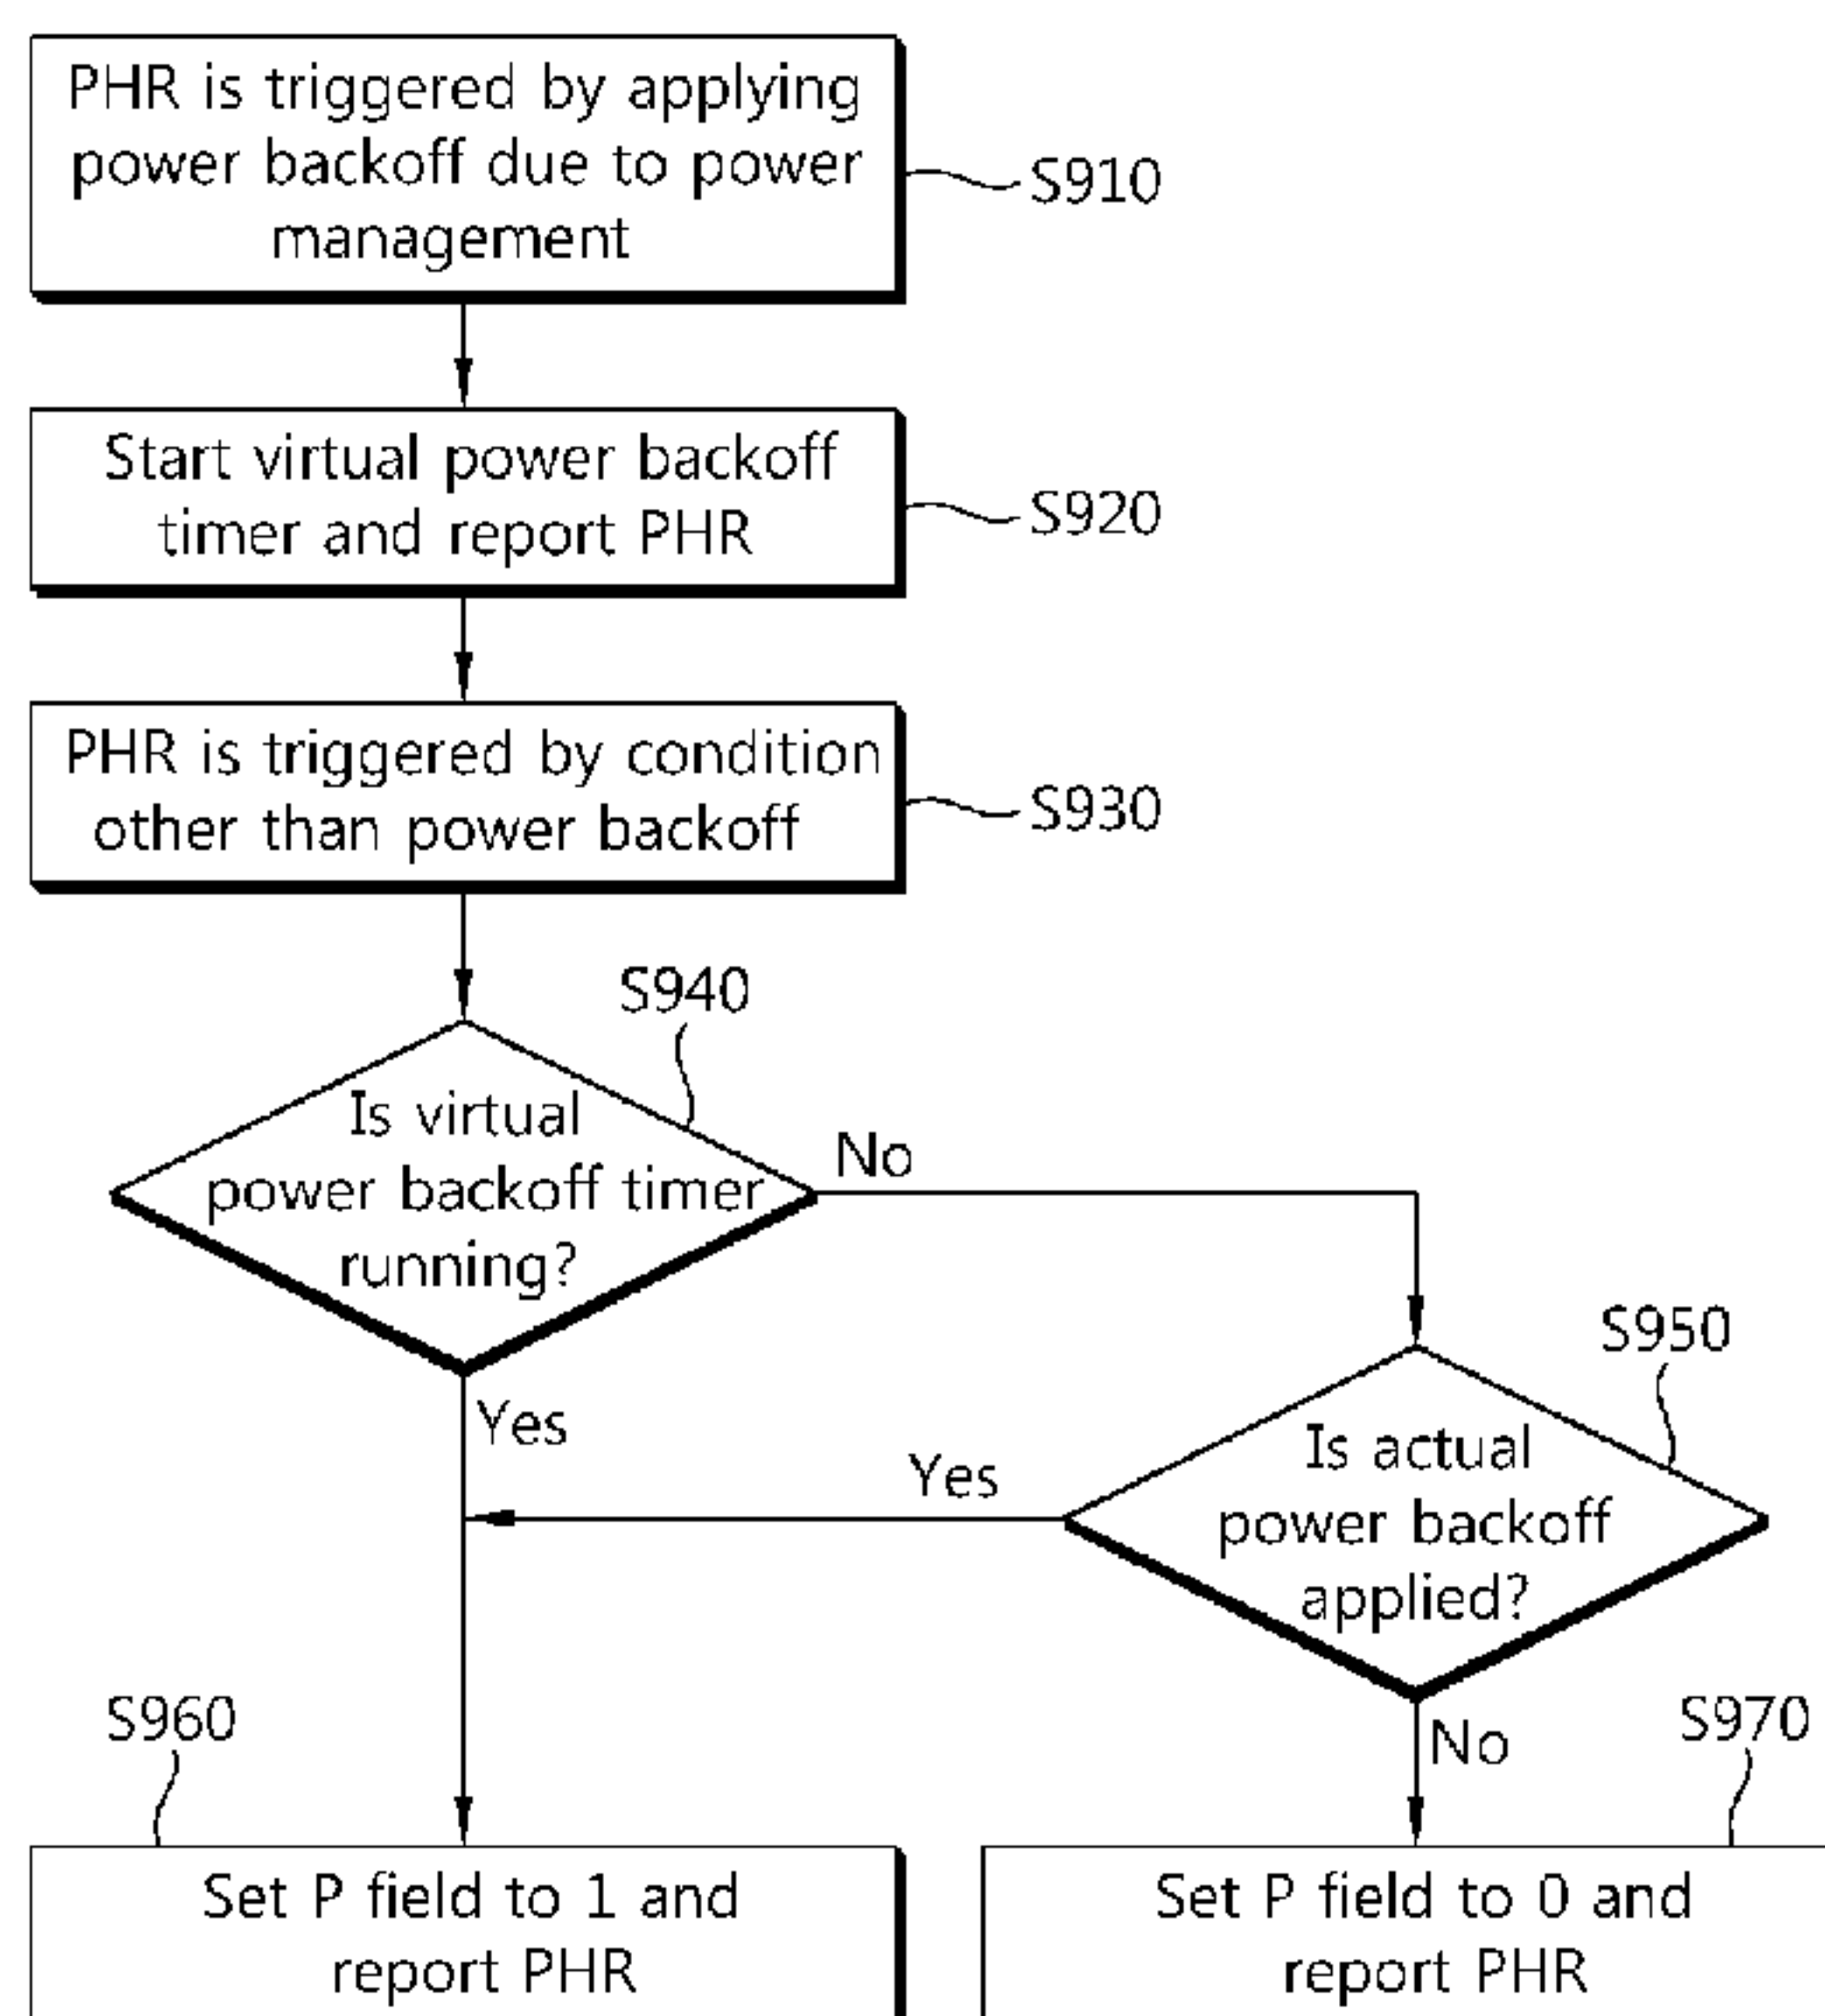 PHR is triggered by applying
power backoff due to power
management
S910
Start virtual power backoff
timer and report PHR
S920
PHR is triggered by condition
other than power backoff
S930
S940
Is virtual
power backoff timer
running?
No
Yes
S950
Is actual
power backoff
applied?
Yes
No
S960
Set P field to 1 and
report PHR
S970
Set P field to 0 and
report PHR